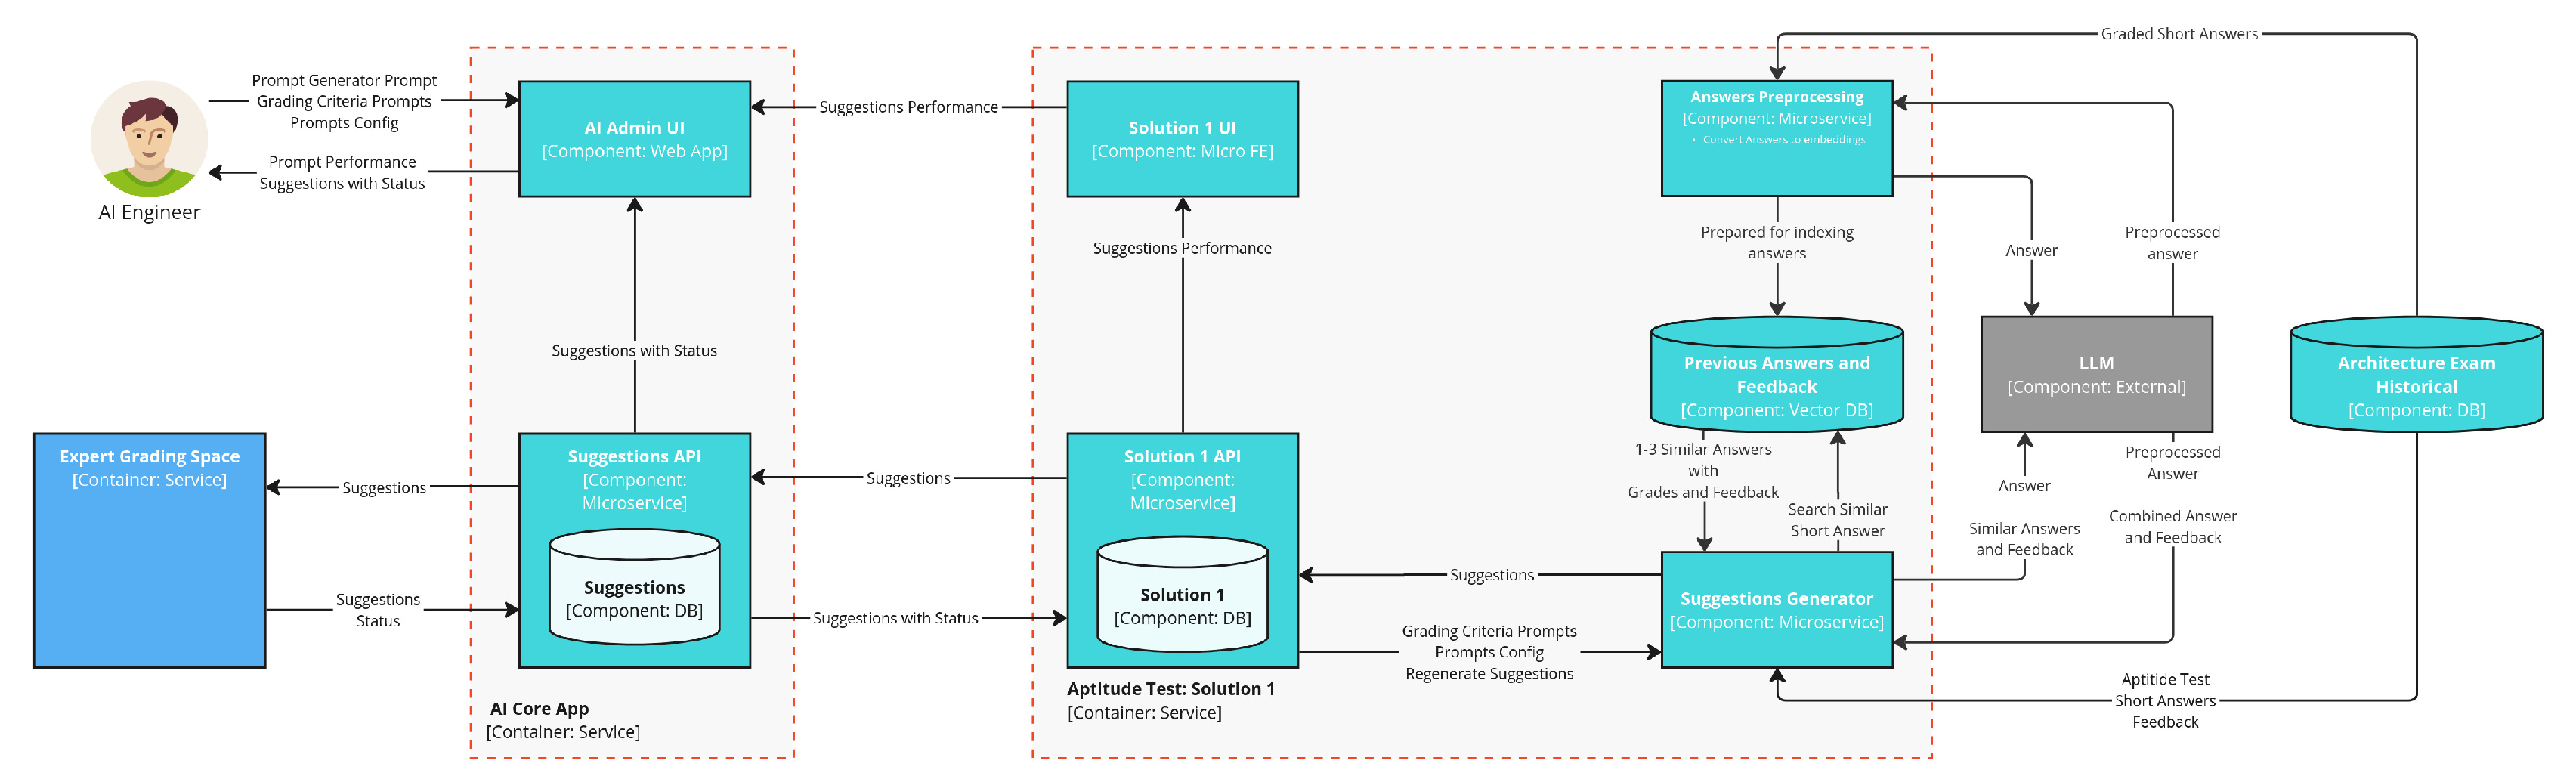 Graded Short Answers
Prompt Generator Prompt
Grading Criteria Prompts
Prompts Config
Prompt Performance
Suggestions with Status
AI Engineer
AI Admin UI
[Component: Web App]
Suggestions Performance
Solution 1 UI
[Component: Micro FE]
Answers Preprocessing
[Component: Microservice]
• Convert Answers to embeddings
Suggestions with Status
Suggestions Performance
Prepared for indexing
answers
Answer
Preprocessed
answer
Previous Answers and
Feedback
[Component: Vector DB]
LLM
[Component: External]
Architecture Exam
Historical
[Component: DB]
Expert Grading Space
[Container: Service]
Suggestions
Suggestions
Status
Suggestions API
[Component:
Microservice]
Suggestions
[Component: DB]
AI Core App
[Container: Service]
Suggestions
Suggestions with Status
Solution 1 API
[Component:
Microservice]
Solution 1
[Component: DB]
Aptitude Test: Solution 1
[Container: Service]
Suggestions
Grading Criteria Prompts
Prompts Config
Regenerate Suggestions
1-3 Similar Answers
with
Grades and Feedback
Search Similar
Short Answer
Suggestions Generator
[Component: Microservice]
Answer
Similar Answers
and Feedback
Preprocessed
Answer
Combined Answer
and Feedback
Aptitide Test
Short Answers
Feedback